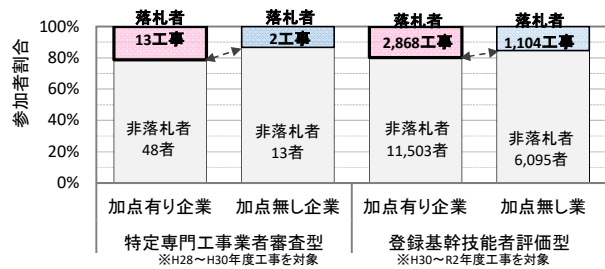 落札者 落札者 落札者 落札者
100%
13工事 2工事 2,868工事 1,104工事
80%
参加者割合
60%
40%
非落札者 非落札者 非落札者 非落札者
48者 13者 11,503者 6,095者
20%
0%
加点有り企業 加点無し企業 加点有り企業 加点無し業
特定専門工事業者審査型 登録基幹技能者評価型
※H28～H30年度工事を対象 ※H30～R2年度工事を対象